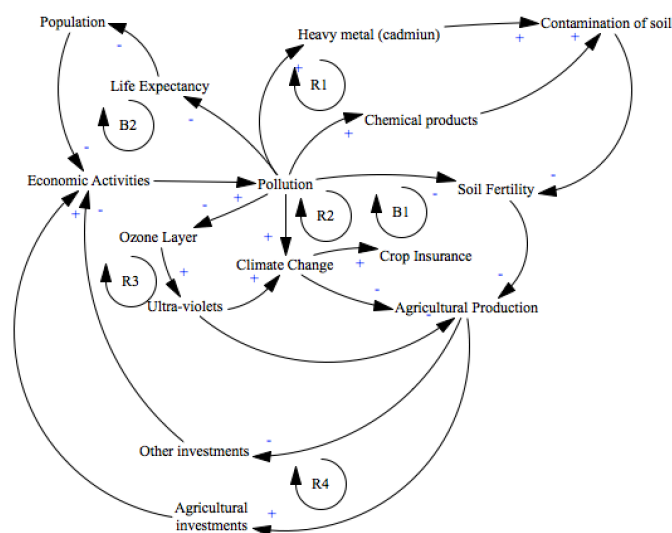 Population
Contamination of soil
Heavy metal (cadmiun)
+
+
-
+
R1
Life Expectancy
B2
-
Chemical products
+
-
-
Economic Activities
Pollution
Soil Fertility
-
+
-
-
+
-
R2
B1
Ozone Layer
+
Crop Insurance
Climate Change
+
R3
+
+
-
-
Ultra-violets
Agricultural Production
-
Other investments
-
R4
Agricultural
investments
+